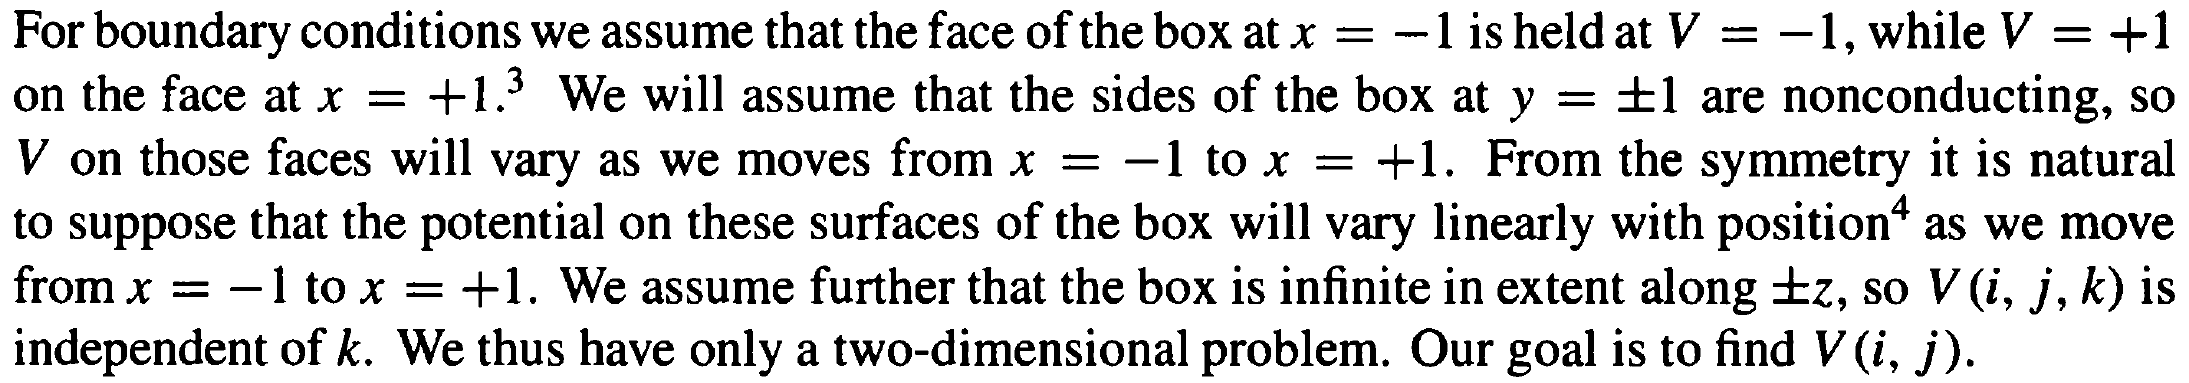 For boundary conditions we assume that the face of the box at x = −1 is held at V = −1, while V = +1
on the face at x = +1.³ We will assume that the sides of the box at y = ±1 are nonconducting, so
V on those faces will vary as we moves from x = −1 to x = +1. From the symmetry it is natural
to suppose that the potential on these surfaces of the box will vary linearly with position⁴ as we move
from x = −1 to x = +1. We assume further that the box is infinite in extent along ±z, so V(i, j, k) is
independent of k. We thus have only a two-dimensional problem. Our goal is to find V(i, j).